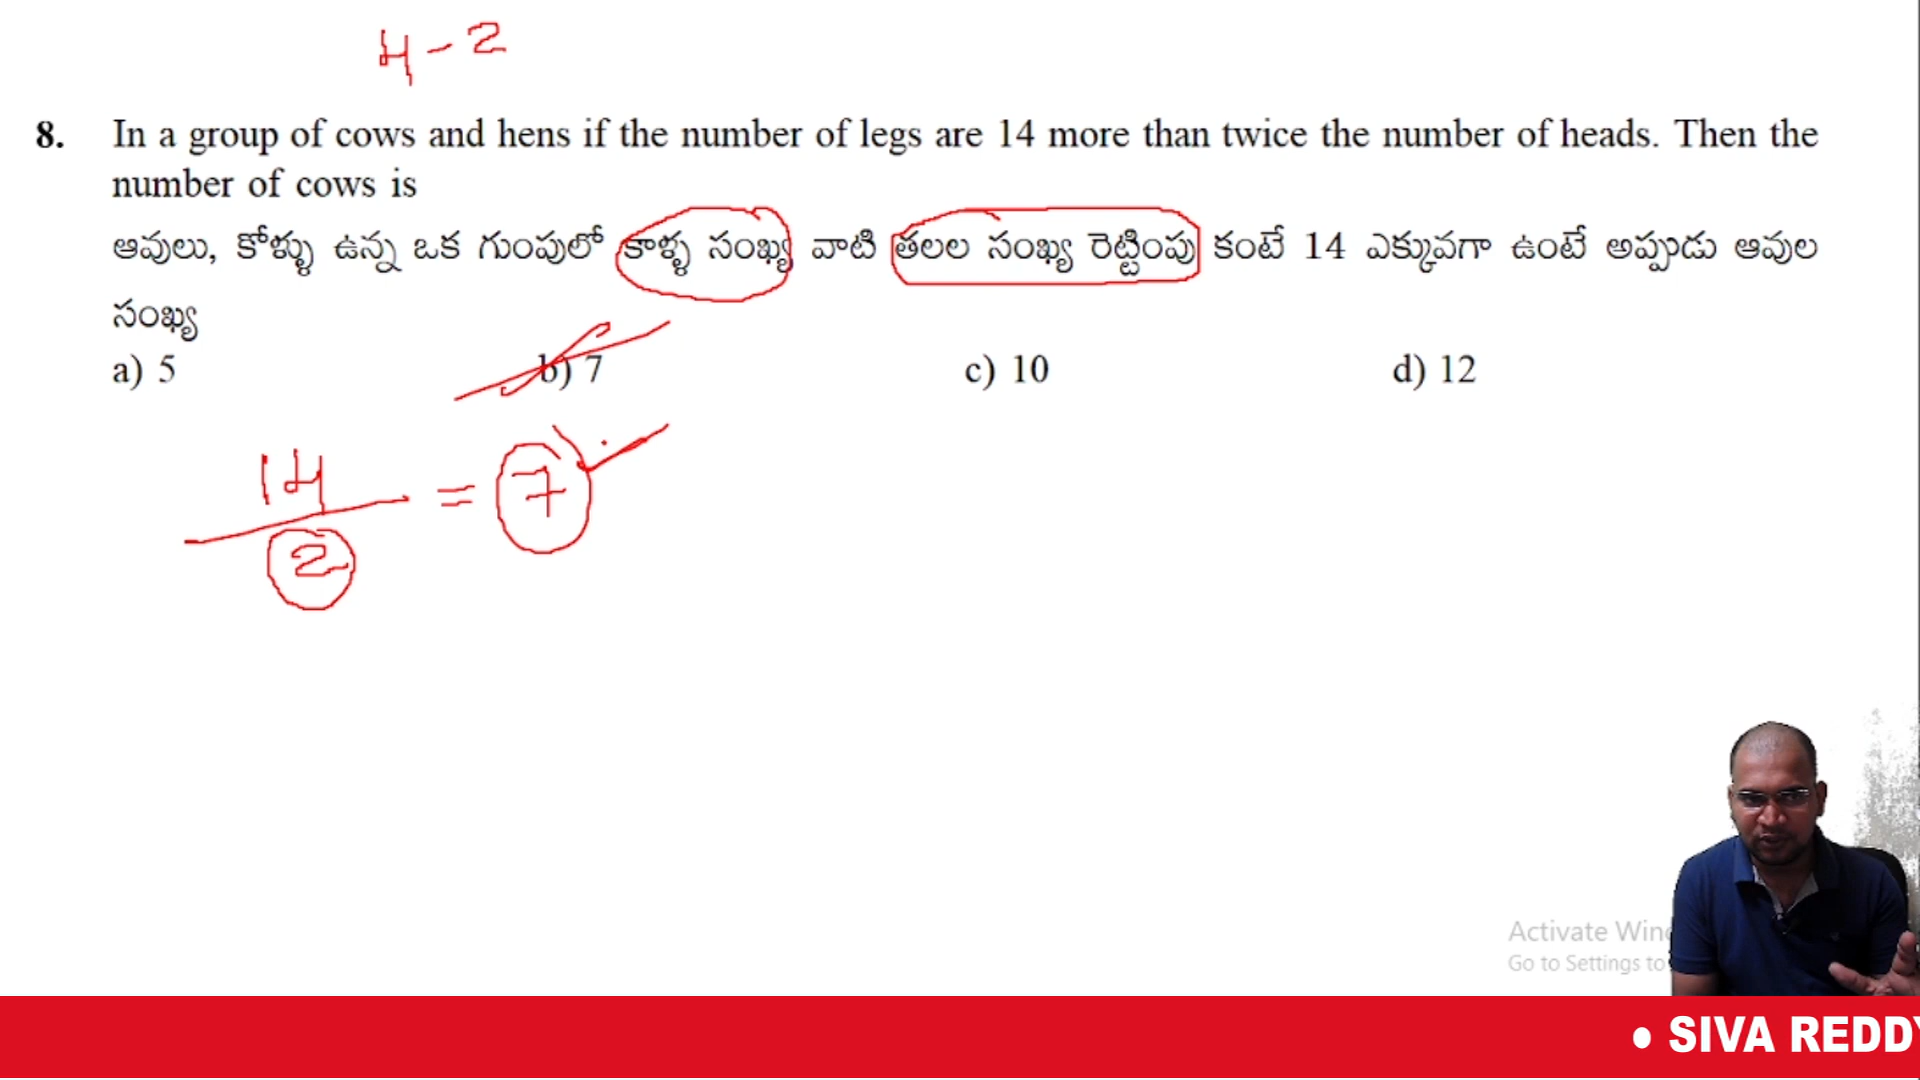 4-2
8. In a group of cows and hens if the number of legs are 14 more than twice the number of heads. Then the
number of cows is
ఆవులు, కోళ్ళు ఉన్న ఒక గుంపులో కాళ్ళ సంఖ్య వాటి తలల సంఖ్య రెట్టింపు కంటే 14 ఎక్కువగా ఉంటే అప్పుడు ఆవుల
సంఖ్య
a) 5 b) 7 c) 10 d) 12
14
= 7
2
Activate
Go to Settings to
• SIVA REDDY